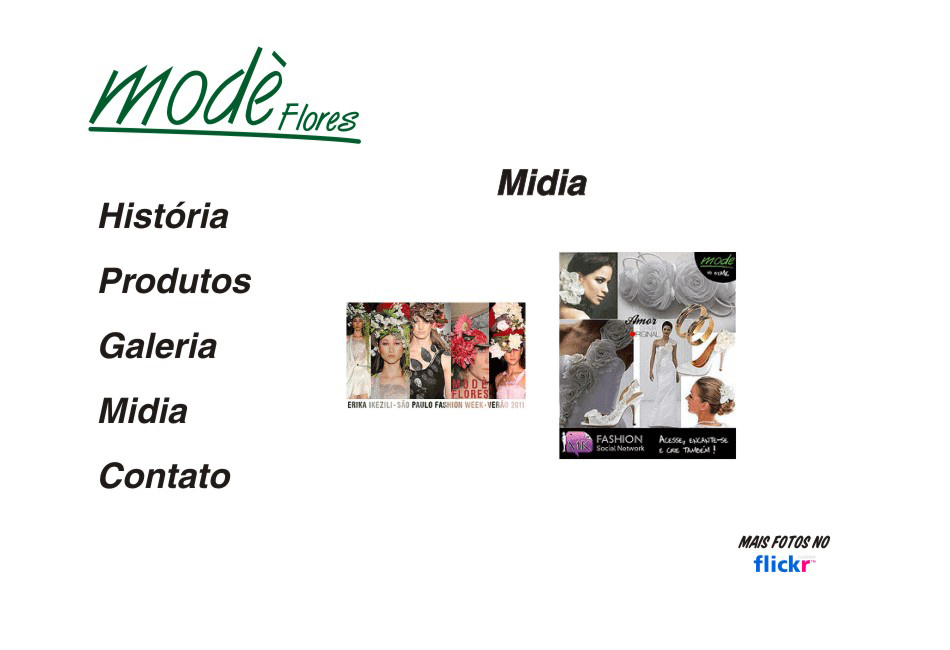 modè Flores
Midia
História
Produtos
Galeria
Midia
Contato
MODÈ
FLORES
ERIKA IKEZILI - SÃO PAULO FASHION WEEK - VERÃO 2011
modè
Amor
ORIGINAL
MK
FASHION
Social Network
ACESSE, ENCANTE-SE
E CRIE TAMBÉM!
MAIS FOTOS NO
flickr